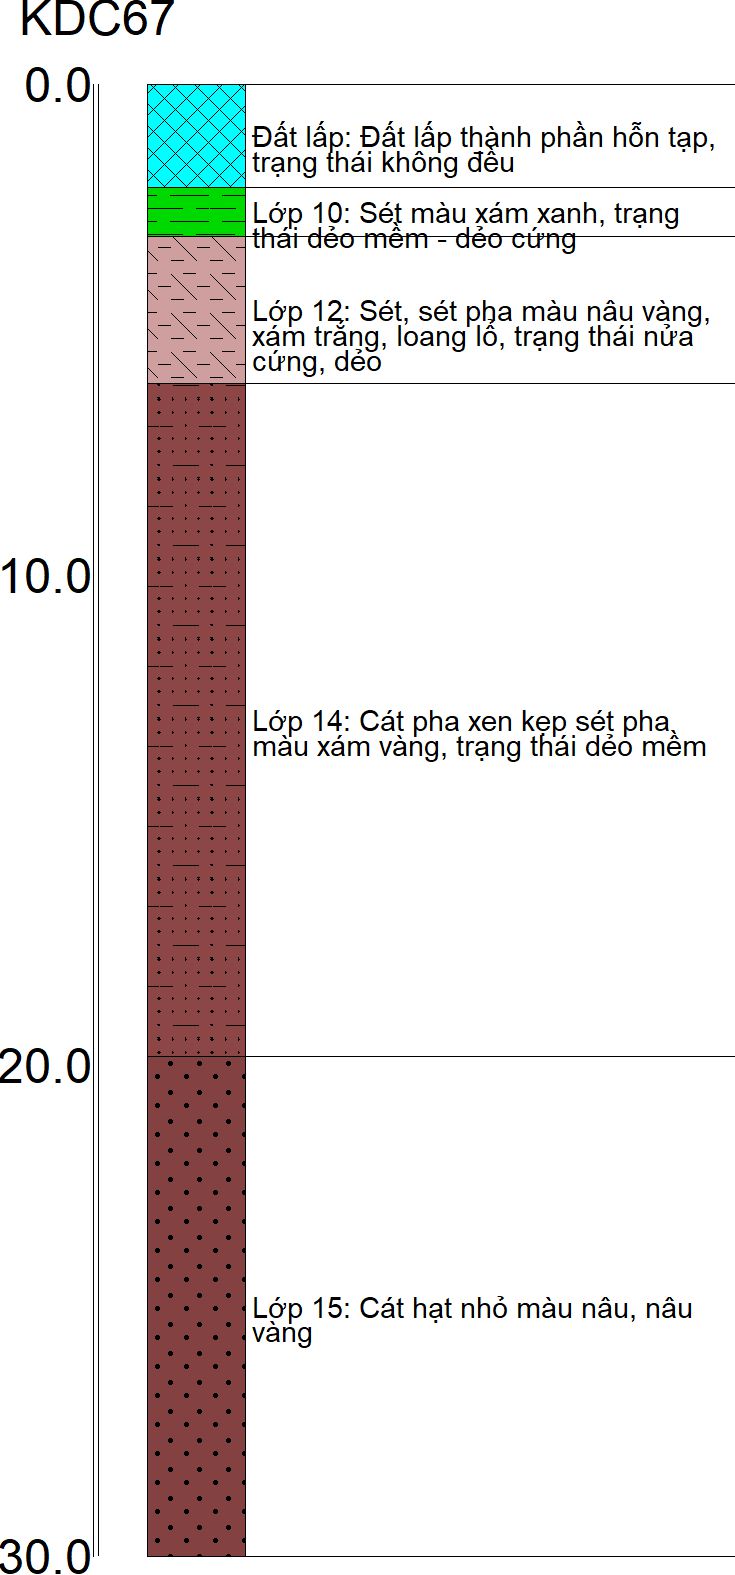 KDC67
0.0
Đất lấp: Đất lấp thành phần hỗn tạp,
trạng thái không đều
Lớp 10: Sét màu xám xanh, trạng
thái dẻo mềm - dẻo cứng
Lớp 12: Sét, sét pha màu nâu vàng,
xám trắng, loang lổ, trạng thái nửa
cứng, dẻo
10.0
Lớp 14: Cát pha xen kẹp sét pha,
màu xám vàng, trạng thái dẻo mềm
20.0
Lớp 15: Cát hạt nhỏ màu nâu, nâu
vàng
30.0